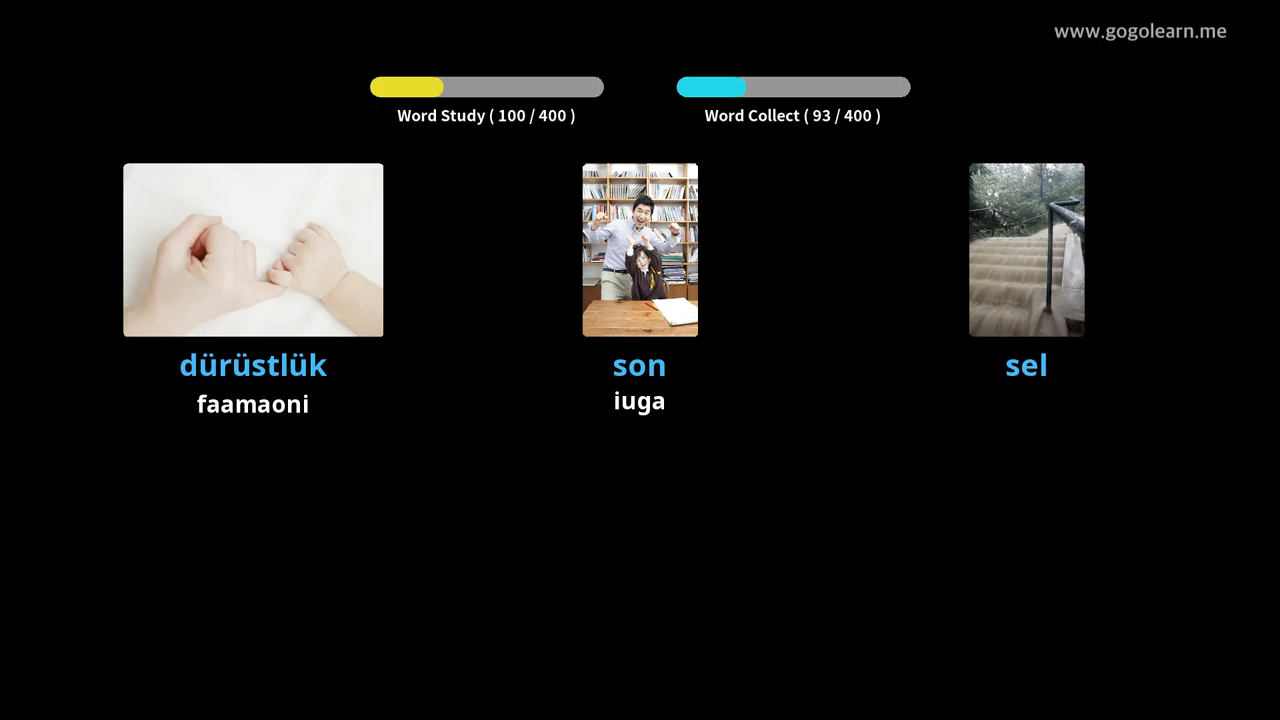 www.gogolearn.me
Word Study ( 100 / 400 )
Word Collect ( 93 / 400 )
dürüstlük
son
sel
faamaoni
iuga